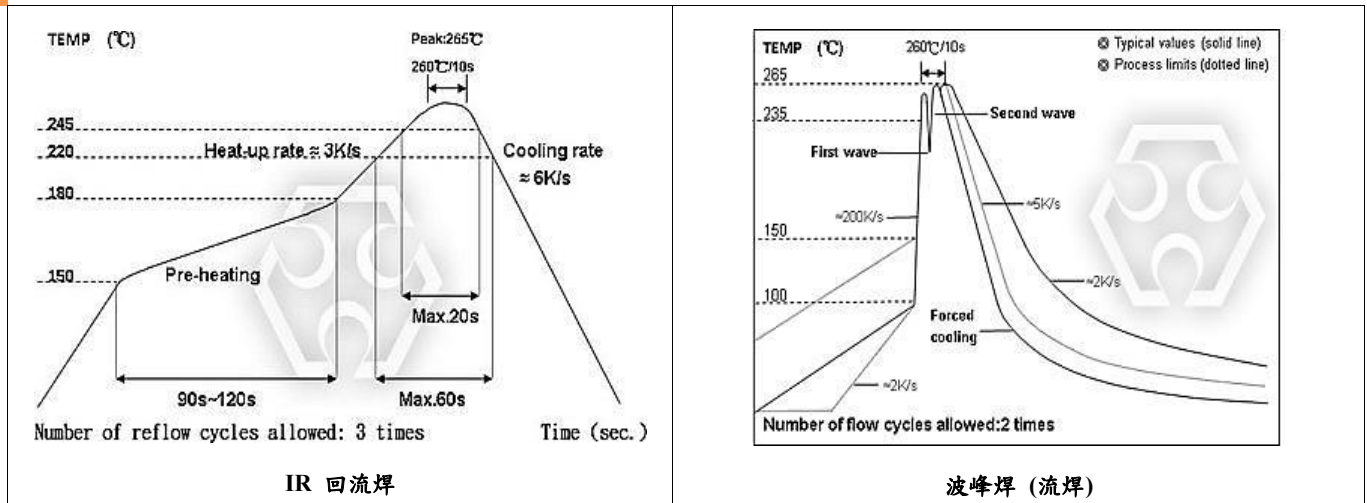 TEMP (℃)
Peak:265℃
260℃/10s
245
Heat-up rate ≈ 3K/s
Cooling rate
≈ 6K/s
220
180
150
Pre-heating
Max.20s
90s~120s
Max.60s
Number of reflow cycles allowed: 3 times
Time (sec.)
IR 回流焊
TEMP (℃)
260℃/10s
◎ Typical values (solid line)
◎ Process limits (dotted line)
265
235
Second wave
First wave
≈200K/s
≈5K/s
150
≈2K/s
100
Forced
cooling
≈2K/s
Number of flow cycles allowed:2 times
波峰焊 (流焊)